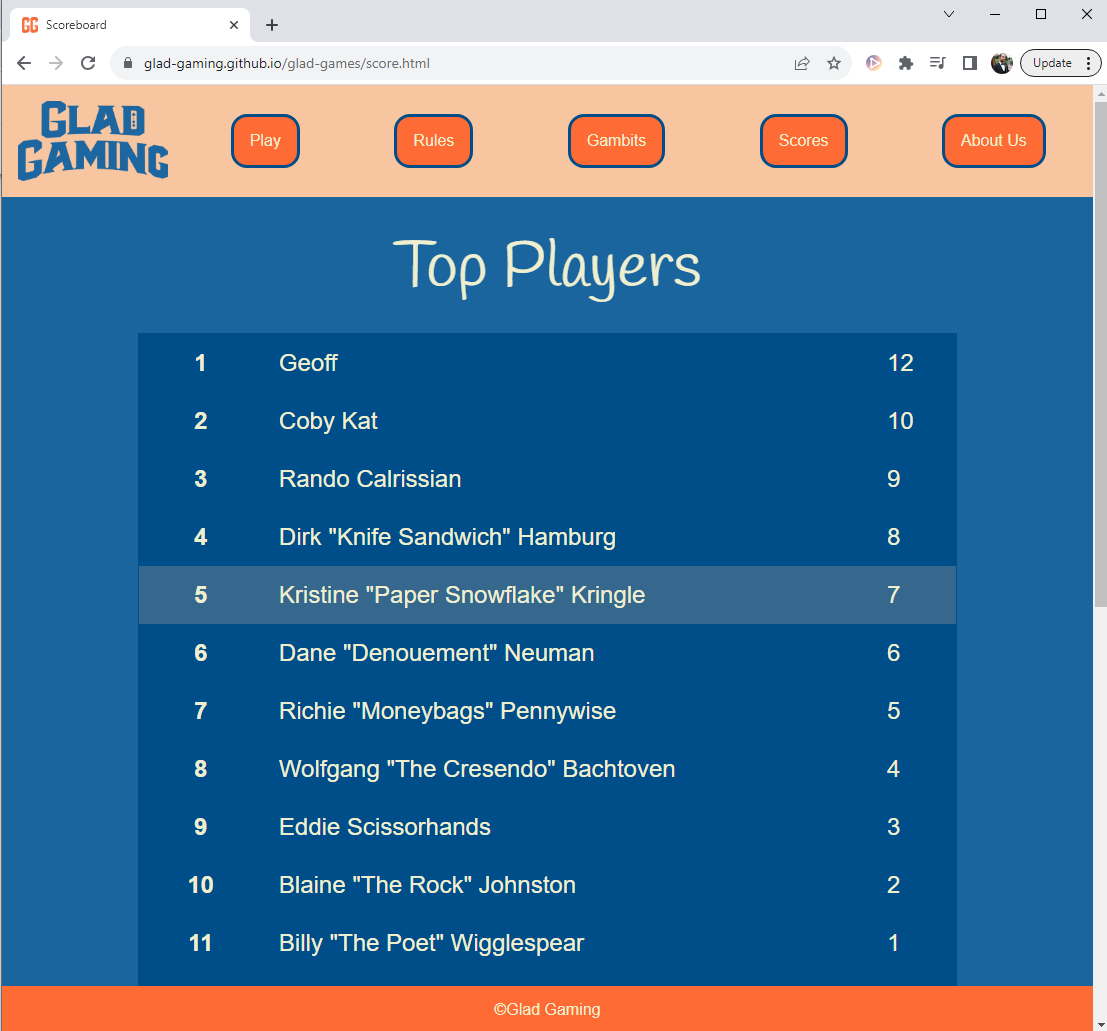 Scoreboard
glad-gaming.github.io/glad-games/score.html
Update
GLAD
GAMING
Play
Rules
Gambits
Scores
About Us
Top Players
1 Geoff 12
2 Coby Kat 10
3 Rando Calrissian 9
4 Dirk "Knife Sandwich" Hamburg 8
5 Kristine "Paper Snowflake" Kringle 7
6 Dane "Denouement" Neuman 6
7 Richie "Moneybags" Pennywise 5
8 Wolfgang "The Cresendo" Bachtoven 4
9 Eddie Scissorhands 3
10 Blaine "The Rock" Johnston 2
11 Billy "The Poet" Wigglespear 1
©Glad Gaming